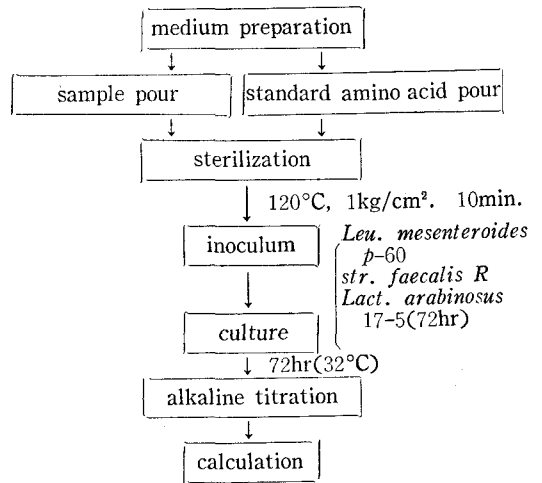 medium preparation
sample pour
standard amino acid pour
sterilization
120°C, 1kg/cm². 10min.
inoculum
Leu. mesenteroides
p-60
str. faecalis R
Lact. arabinosus
17-5(72hr)
culture
72hr(32°C)
alkaline titration
calculation